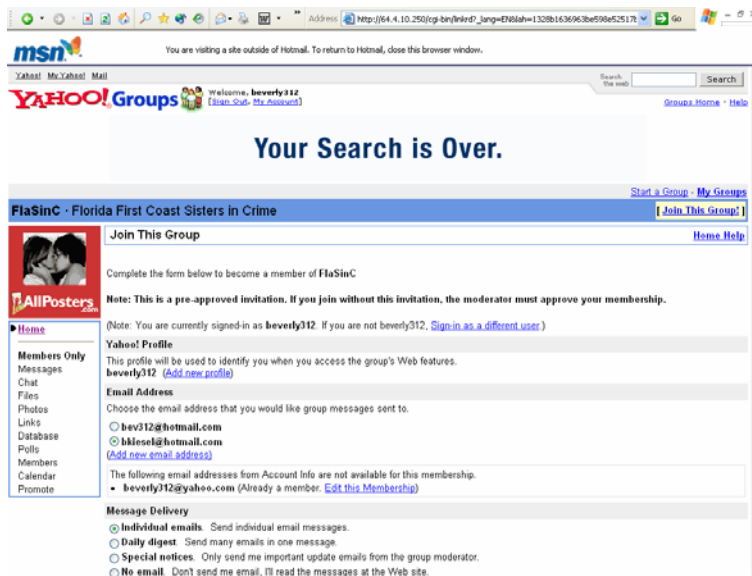 Address http://64.4.10.250/cgi-bin/linkrd?_lang=EN&lah=1328b1636963be598e52517b Go
msn
You are visiting a site outside of Hotmail. To return to Hotmail, close this browser window.
Yahoo! My Yahoo! Mail
Search the web Search
YAHOO! Groups
Welcome, beverly312
[Sign Out, My Account]
Groups Home - Help
Your Search is Over.
Start a Group - My Groups
FlaSinC · Florida First Coast Sisters in Crime [ Join This Group! ]
Join This Group Home Help
Complete the form below to become a member of FlaSinC
Note: This is a pre-approved invitation. If you join without this invitation, the moderator must approve your membership.
AllPosters.com
(Note: You are currently signed-in as beverly312. If you are not beverly312, Sign-in as a different user.)
Home
Members Only
Messages
Chat
Files
Photos
Links
Database
Polls
Members
Calendar
Promote
Yahoo! Profile
This profile will be used to identify you when you access the group's Web features.
beverly312 (Add new profile)
Email Address
Choose the email address that you would like group messages sent to.
bev312@hotmail.com
bkiesel@hotmail.com
(Add new email address)
The following email addresses from Account Info are not available for this membership.
• beverly312@yahoo.com (Already a member. Edit this Membership)
Message Delivery
Individual emails. Send individual email messages.
Daily digest. Send many emails in one message.
Special notices. Only send me important update emails from the group moderator.
No email. Don't send me email, I'll read the messages at the Web site.